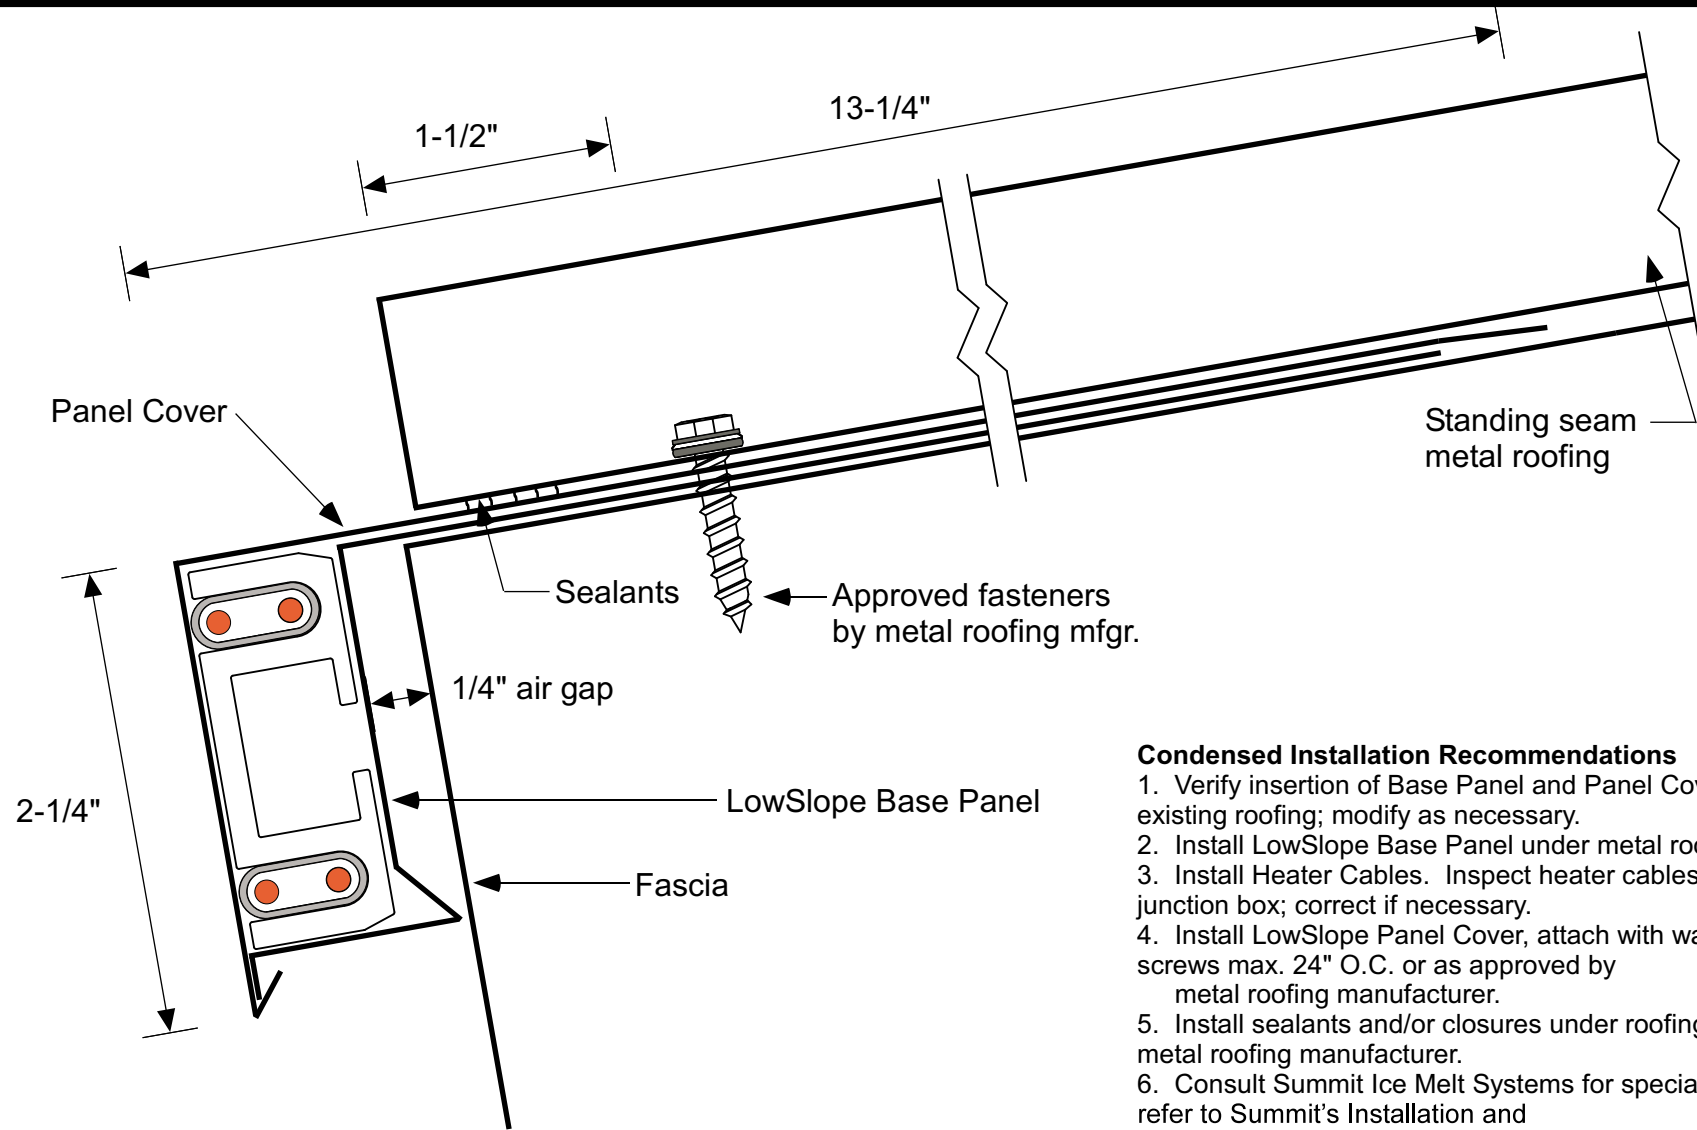 13-1/4"
1-1/2"
Panel Cover
Standing seam
metal roofing
Sealants
Approved fasteners
by metal roofing mfgr.
1/4" air gap
2-1/4"
LowSlope Base Panel
Fascia
Condensed Installation Recommendations
1. Verify insertion of Base Panel and Panel
existing roofing; modify as necessary.
2. Install LowSlope Base Panel under metal
3. Install Heater Cables. Inspect heater cables
junction box; correct if necessary.
4. Install LowSlope Panel Cover, attach with
screws max. 24" O.C. or as approved by
metal roofing manufacturer.
5. Install sealants and/or closures under roofing
metal roofing manufacturer.
6. Consult Summit Ice Melt Systems for special
refer to Summit's Installation and